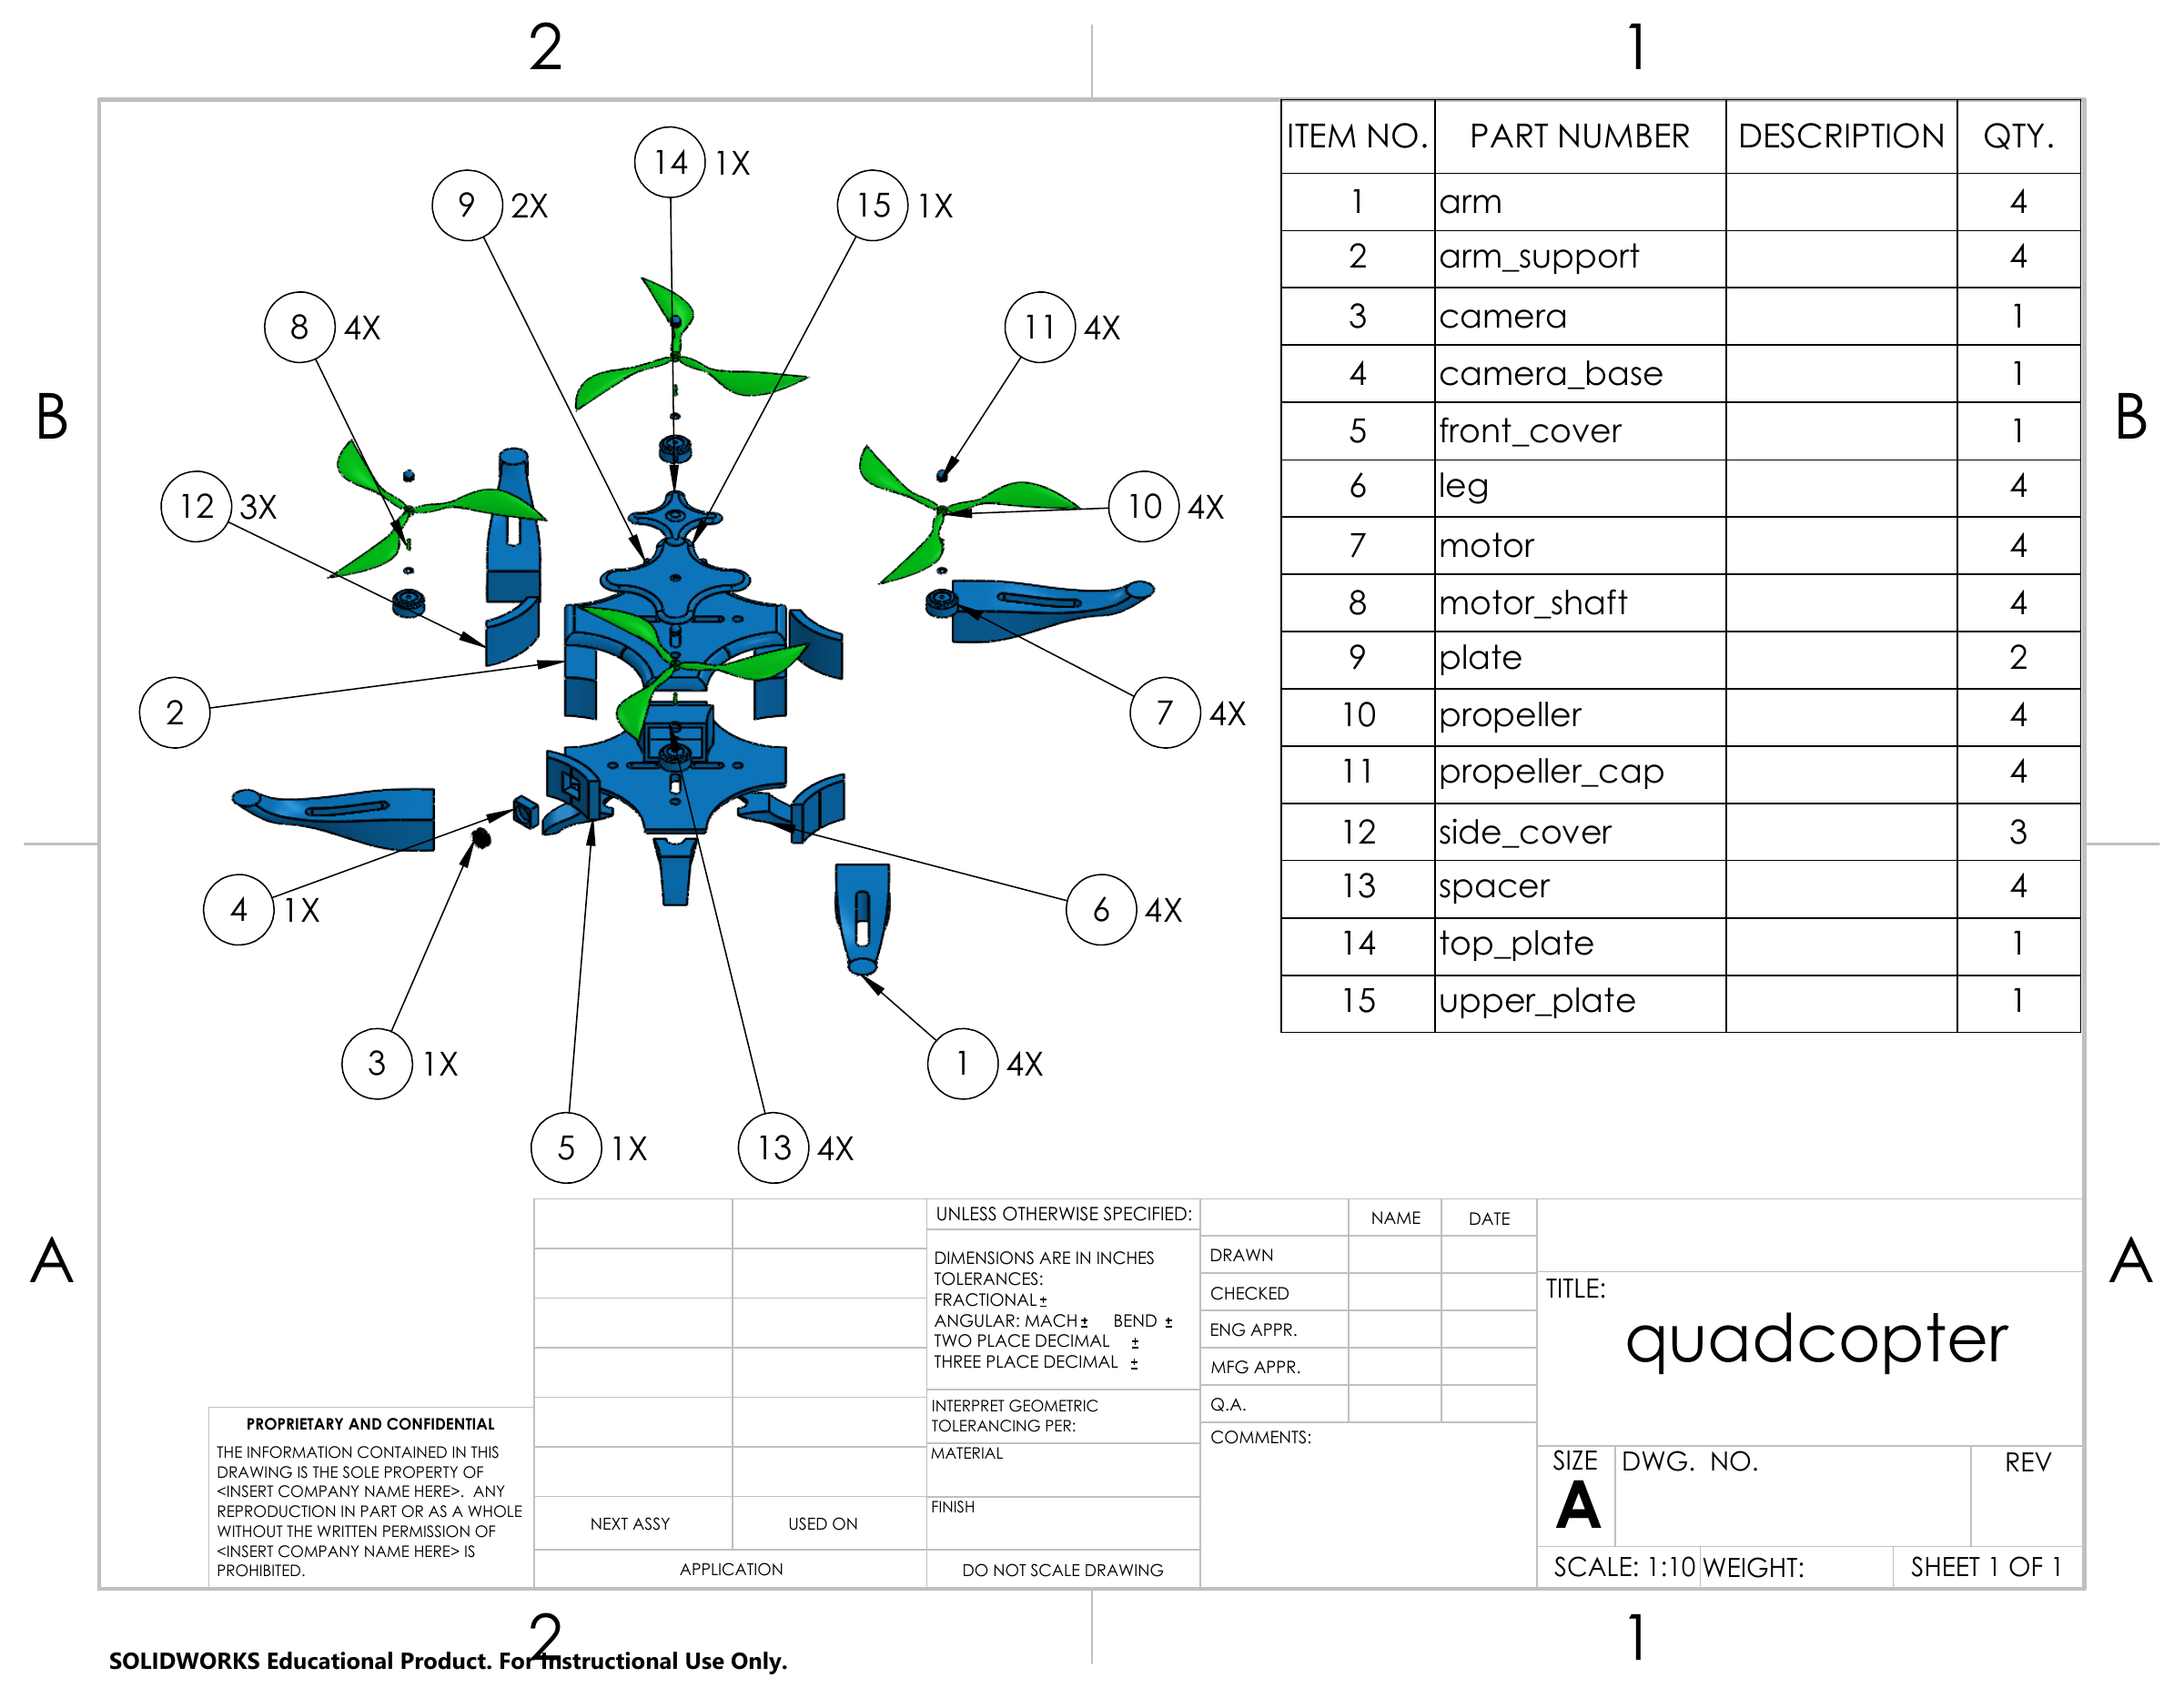 2
1
B
B
A
A
2
1
14 1X
9 2X
15 1X
8 4X
11 4X
12 3X
10 4X
2
7 4X
4 1X
6 4X
3 1X
1 4X
5 1X
13 4X
ITEM NO. PART NUMBER DESCRIPTION QTY.
1 arm 4
2 arm_support 4
3 camera 1
4 camera_base 1
5 front_cover 1
6 leg 4
7 motor 4
8 motor_shaft 4
9 plate 2
10 propeller 4
11 propeller_cap 4
12 side_cover 3
13 spacer 4
14 top_plate 1
15 upper_plate 1
PROPRIETARY AND CONFIDENTIAL
THE INFORMATION CONTAINED IN THIS
DRAWING IS THE SOLE PROPERTY OF
<INSERT COMPANY NAME HERE>. ANY
REPRODUCTION IN PART OR AS A WHOLE
WITHOUT THE WRITTEN PERMISSION OF
<INSERT COMPANY NAME HERE> IS
PROHIBITED.
NEXT ASSY USED ON
APPLICATION
UNLESS OTHERWISE SPECIFIED:
DIMENSIONS ARE IN INCHES
TOLERANCES:
FRACTIONAL ±
ANGULAR: MACH ± BEND ±
TWO PLACE DECIMAL ±
THREE PLACE DECIMAL ±
INTERPRET GEOMETRIC
TOLERANCING PER:
MATERIAL
FINISH
DO NOT SCALE DRAWING
NAME DATE
DRAWN
CHECKED
ENG APPR.
MFG APPR.
Q.A.
COMMENTS:
TITLE:
quadcopter
SIZE DWG. NO. REV
A
SCALE: 1:10 WEIGHT: SHEET 1 OF 1
SOLIDWORKS Educational Product. For Instructional Use Only.